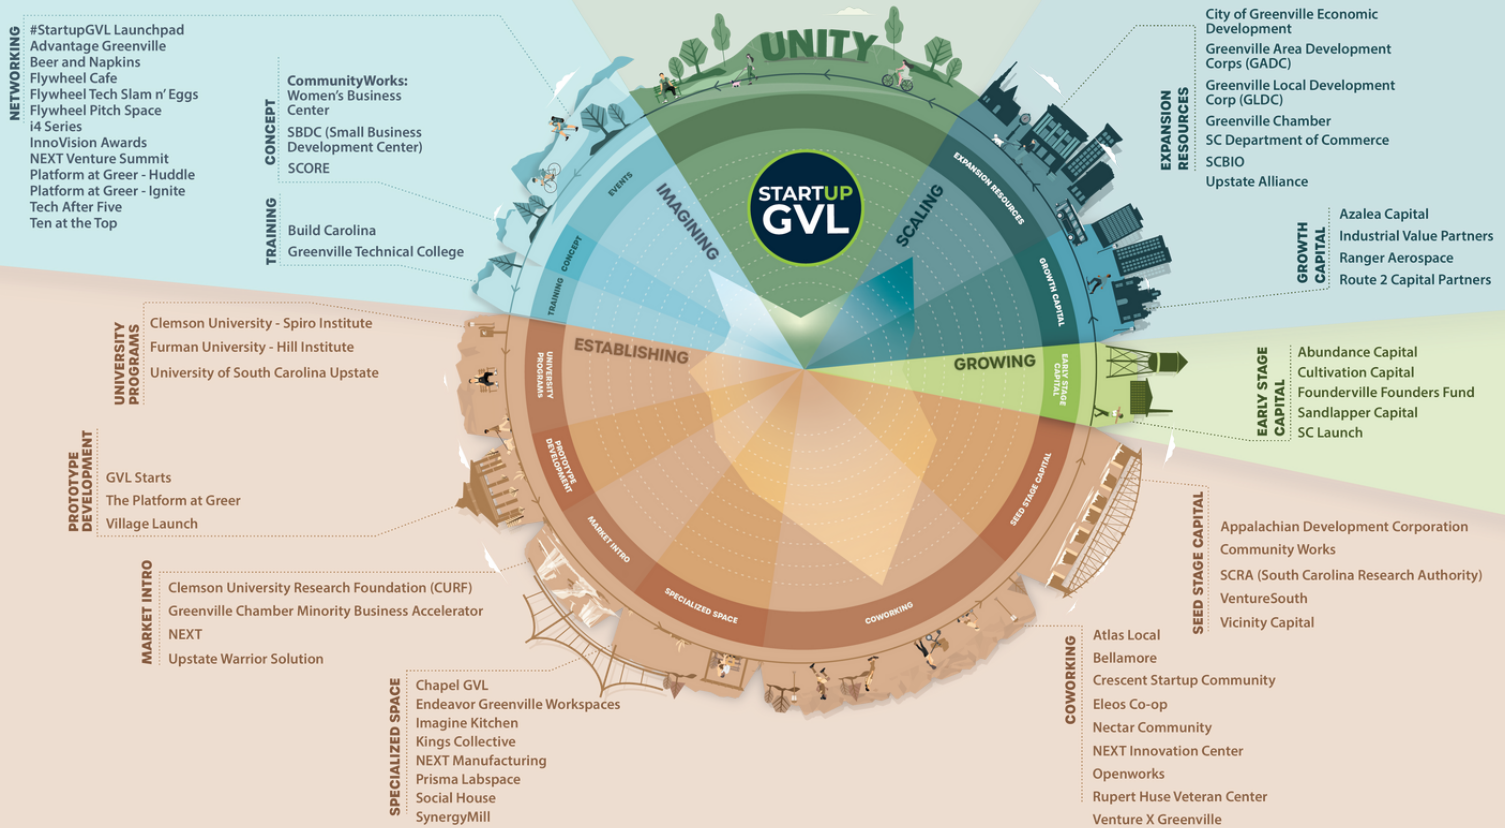 NETWORKING
#StartupGVL Launchpad
Advantage Greenville
Beer and Napkins
Flywheel Cafe
Flywheel Tech Slam n' Eggs
Flywheel Pitch Space
i4 Series
InnoVision Awards
NEXT Venture Summit
Platform at Greer - Huddle
Platform at Greer - Ignite
Tech After Five
Ten at the Top
CONCEPT
CommunityWorks:
Women's Business
Center
SBDC (Small Business
Development Center)
SCORE
TRAINING
Build Carolina
Greenville Technical College
UNITY
STARTUP
GVL
IMAGINING
SCALING
ESTABLISHING
GROWING
EVENTS
CONCEPT
TRAINING
UNIVERSITY
PROGRAMS
PROTOTYPE
DEVELOPMENT
MARKET INTRO
SPECIALIZED SPACE
COWORKING
SEED STAGE CAPITAL
EARLY STAGE
CAPITAL
GROWTH CAPITAL
EXPANSION RESOURCES
EXPANSION
RESOURCES
City of Greenville Economic
Development
Greenville Area Development
Corps (GADC)
Greenville Local Development
Corp (GLDC)
Greenville Chamber
SC Department of Commerce
SCBIO
Upstate Alliance
GROWTH
CAPITAL
Azalea Capital
Industrial Value Partners
Ranger Aerospace
Route 2 Capital Partners
EARLY STAGE
CAPITAL
Abundance Capital
Cultivation Capital
Founderville Founders Fund
Sandlapper Capital
SC Launch
UNIVERSITY
PROGRAMS
Clemson University - Spiro Institute
Furman University - Hill Institute
University of South Carolina Upstate
PROTOTYPE
DEVELOPMENT
GVL Starts
The Platform at Greer
Village Launch
MARKET INTRO
Clemson University Research Foundation (CURF)
Greenville Chamber Minority Business Accelerator
NEXT
Upstate Warrior Solution
SPECIALIZED SPACE
Chapel GVL
Endeavor Greenville Workspaces
Imagine Kitchen
Kings Collective
NEXT Manufacturing
Prisma Labspace
Social House
SynergyMill
COWORKING
Atlas Local
Bellamore
Crescent Startup Community
Eleos Co-op
Nectar Community
NEXT Innovation Center
Openworks
Rupert Huse Veteran Center
Venture X Greenville
SEED STAGE CAPITAL
Appalachian Development Corporation
Community Works
SCRA (South Carolina Research Authority)
VentureSouth
Vicinity Capital